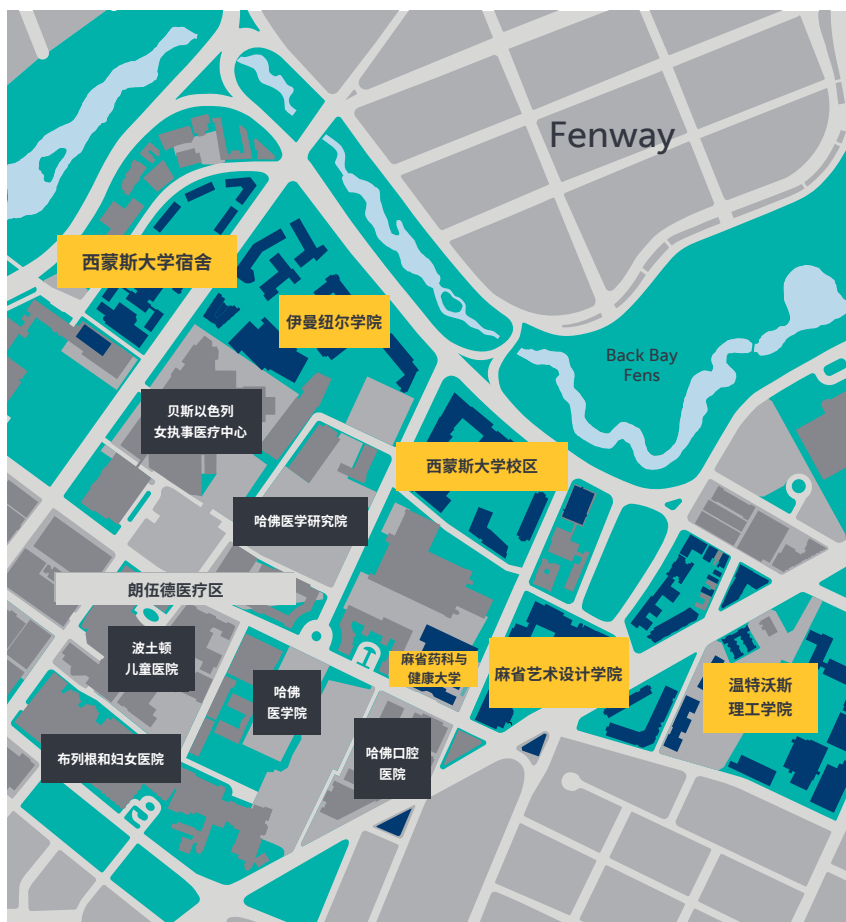 Fenway
西蒙斯大学宿舍
伊曼纽尔学院
Back Bay
Fens
贝斯以色列
女执事医疗中心
西蒙斯大学校区
哈佛医学研究院
朗伍德医疗区
波士顿
儿童医院
哈佛
医学院
麻省药科与
健康大学
麻省艺术设计学院
温特沃斯
理工学院
布列根和妇女医院
哈佛口腔
医院